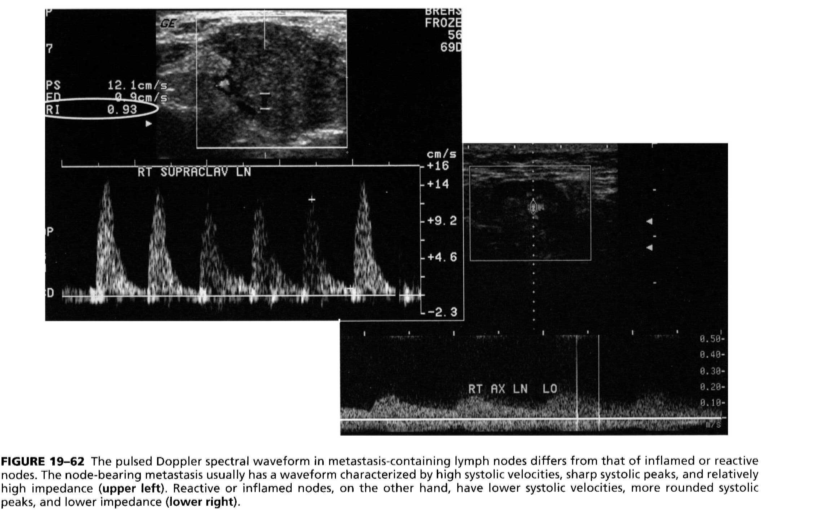 BREAS
GE
FROZE
56
7
69D
PS 12.1cm/s
ED 0.9cm/s
RI 0.93
cm/s
+16
RT SUPRACLAV LN
+14
+9.2
P
+4.6
D
-2.3
0.50-
0.40-
0.30-
RT AX LN LO
0.20-
0.10-
m/s
FIGURE 19–62 The pulsed Doppler spectral waveform in metastasis-containing lymph nodes differs from that of inflamed or reactive
nodes. The node-bearing metastasis usually has a waveform characterized by high systolic velocities, sharp systolic peaks, and relatively
high impedance (upper left). Reactive or inflamed nodes, on the other hand, have lower systolic velocities, more rounded systolic
peaks, and lower impedance (lower right).